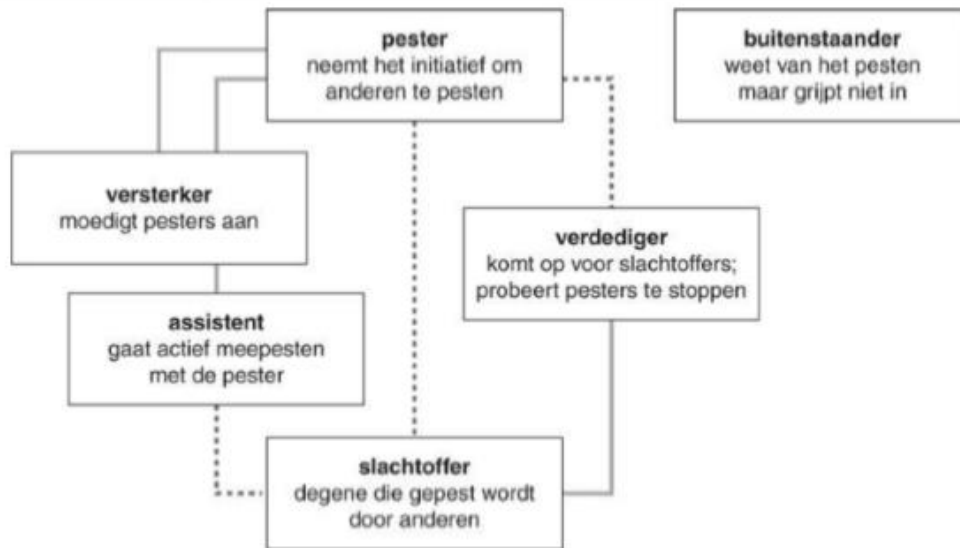 pester
neemt het initiatief om
anderen te pesten
buitenstaander
weet van het pesten
maar grijpt niet in
versterker
moedigt pesters aan
verdediger
komt op voor slachtoffers;
probeert pesters te stoppen
assistent
gaat actief meepesten
met de pester
slachtoffer
degene die gepest wordt
door anderen